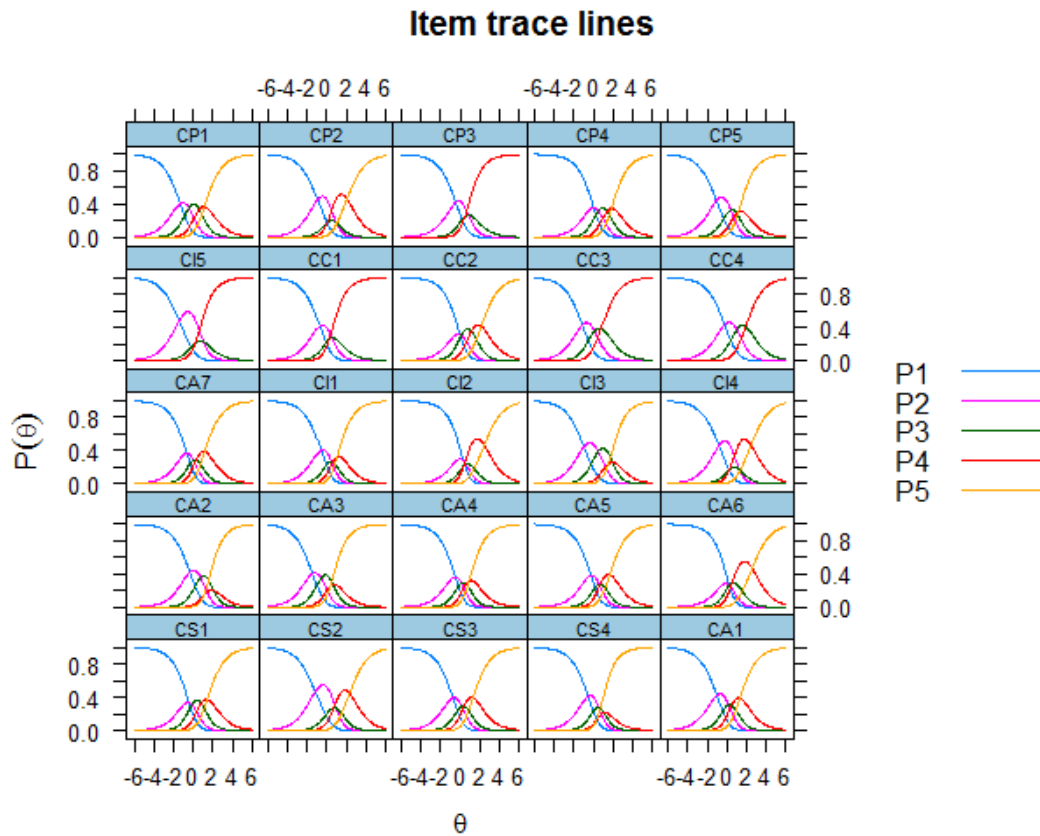 Item trace lines
-6-4-2 0 2 4 6 -6-4-2 0 2 4 6
CP1 CP2 CP3 CP4 CP5
0.8
0.4
0.0
CI5 CC1 CC2 CC3 CC4
0.8
0.4
0.0
CA7 CI1 CI2 CI3 CI4
0.8
0.4
0.0
CA2 CA3 CA4 CA5 CA6
0.8
0.4
0.0
CS1 CS2 CS3 CS4 CA1
0.8
0.4
0.0
-6-4-2 0 2 4 6 -6-4-2 0 2 4 6 -6-4-2 0 2 4 6
θ
P(θ)
P1
P2
P3
P4
P5